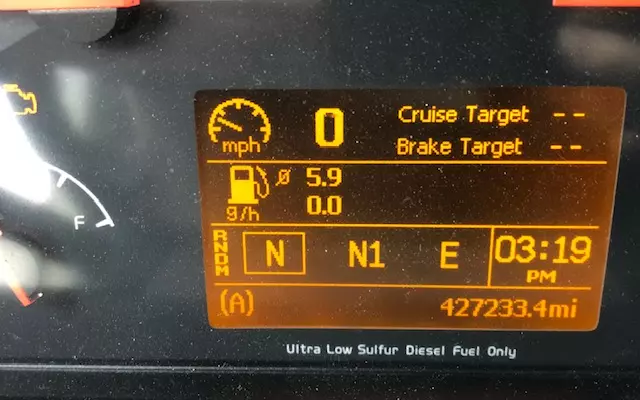 0 Cruise Target --
mph Brake Target --
ø 5.9
g/h 0.0
R N D M N N1 E 03:19 PM
(A) 427233.4mi
F
Ultra Low Sulfur Diesel Fuel Only